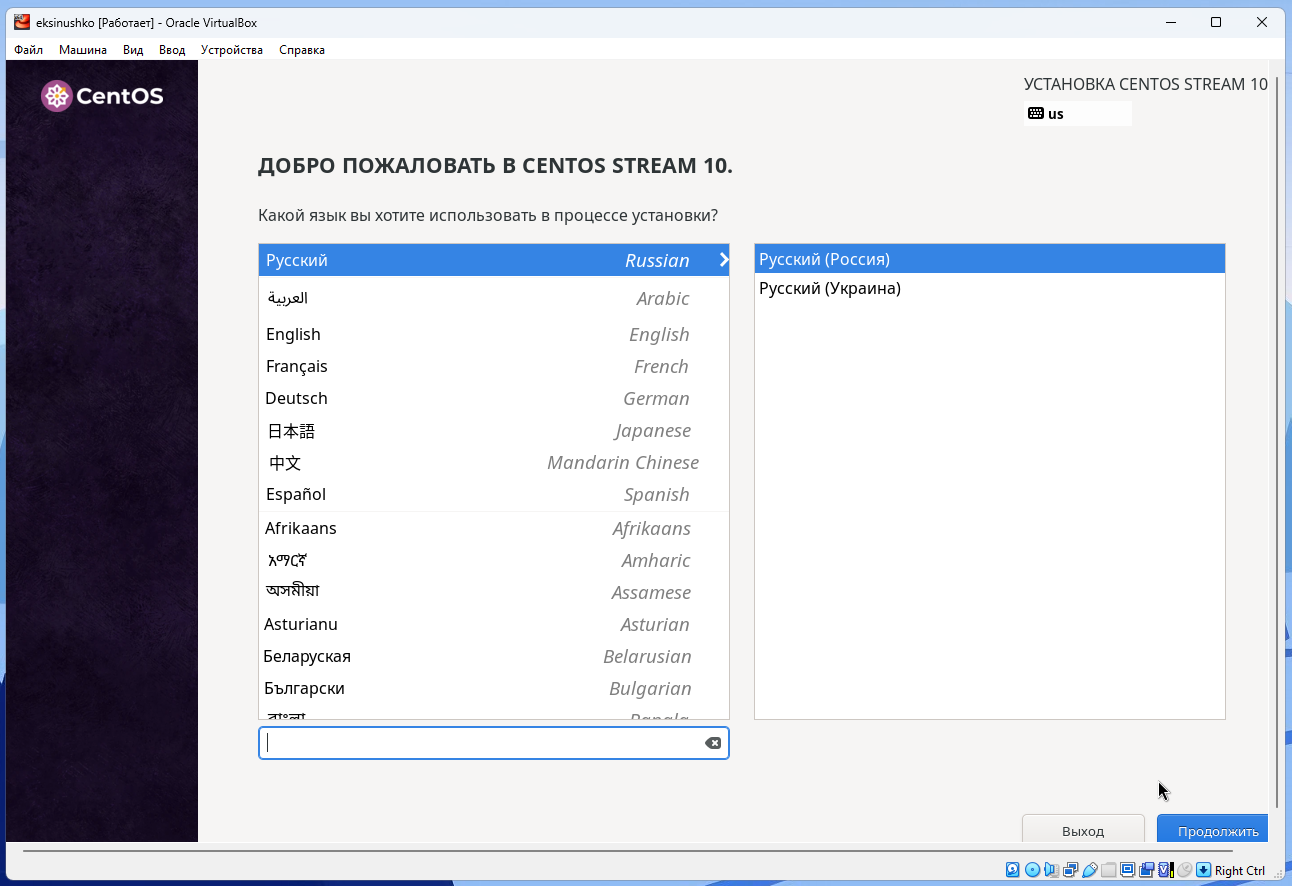 eksinushko [Работает] - Oracle VirtualBox
Файл Машина Вид Ввод Устройства Справка
CentOS
УСТАНОВКА CENTOS STREAM 10
us
ДОБРО ПОЖАЛОВАТЬ В CENTOS STREAM 10.
Какой язык вы хотите использовать в процессе установки?
Русский Russian
Русский (Россия)
العربية Arabic
Русский (Украина)
English English
Français French
Deutsch German
日本語 Japanese
中文 Mandarin Chinese
Español Spanish
Afrikaans Afrikaans
አማርኛ Amharic
অসমীয়া Assamese
Asturianu Asturian
Беларуская Belarusian
Български Bulgarian
বাংলা Bangla
Выход Продолжить
Right Ctrl